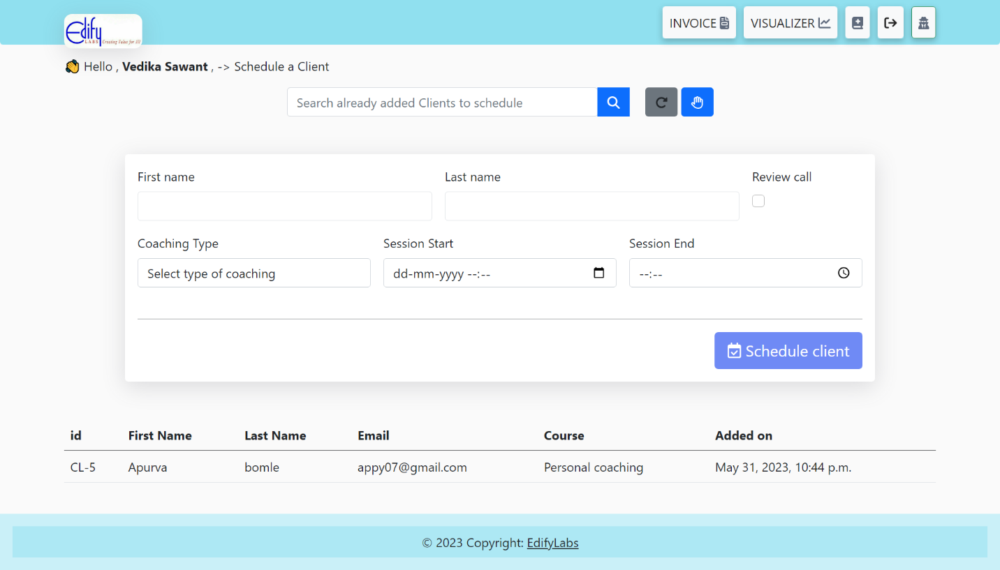 Edify
LABS Creating Value for All
INVOICE
VISUALIZER
Hello , Vedika Sawant , -> Schedule a Client
Search already added Clients to schedule
First name
Last name
Review call
Coaching Type
Session Start
Session End
Select type of coaching
dd-mm-yyyy --:--
--:--
Schedule client
id First Name Last Name Email Course Added on
CL-5 Apurva bomle appy07@gmail.com Personal coaching May 31, 2023, 10:44 p.m.
© 2023 Copyright: EdifyLabs